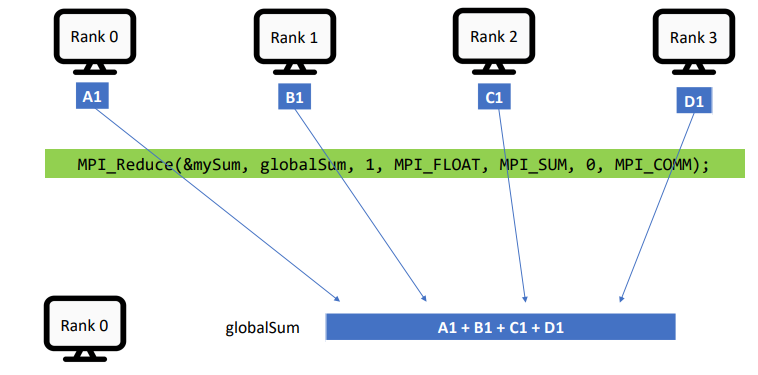 Rank 0
Rank 1
Rank 2
Rank 3
A1
B1
C1
D1
MPI_Reduce(&mySum, globalSum, 1, MPI_FLOAT, MPI_SUM, 0, MPI_COMM);
Rank 0
globalSum
A1 + B1 + C1 + D1